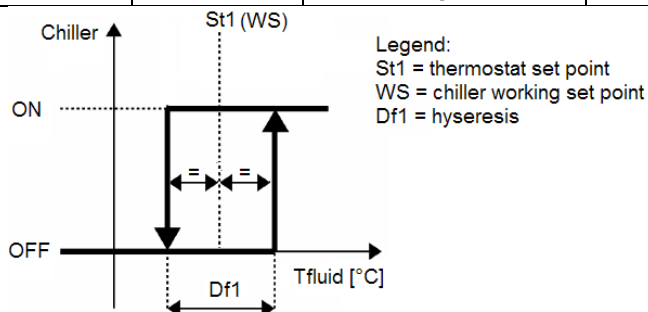 St1 (WS)
Chiller
Legend:
St1 = thermostat set point
WS = chiller working set point
Df1 = hyseresis
ON
= =
OFF
Tfluid [°C]
Df1